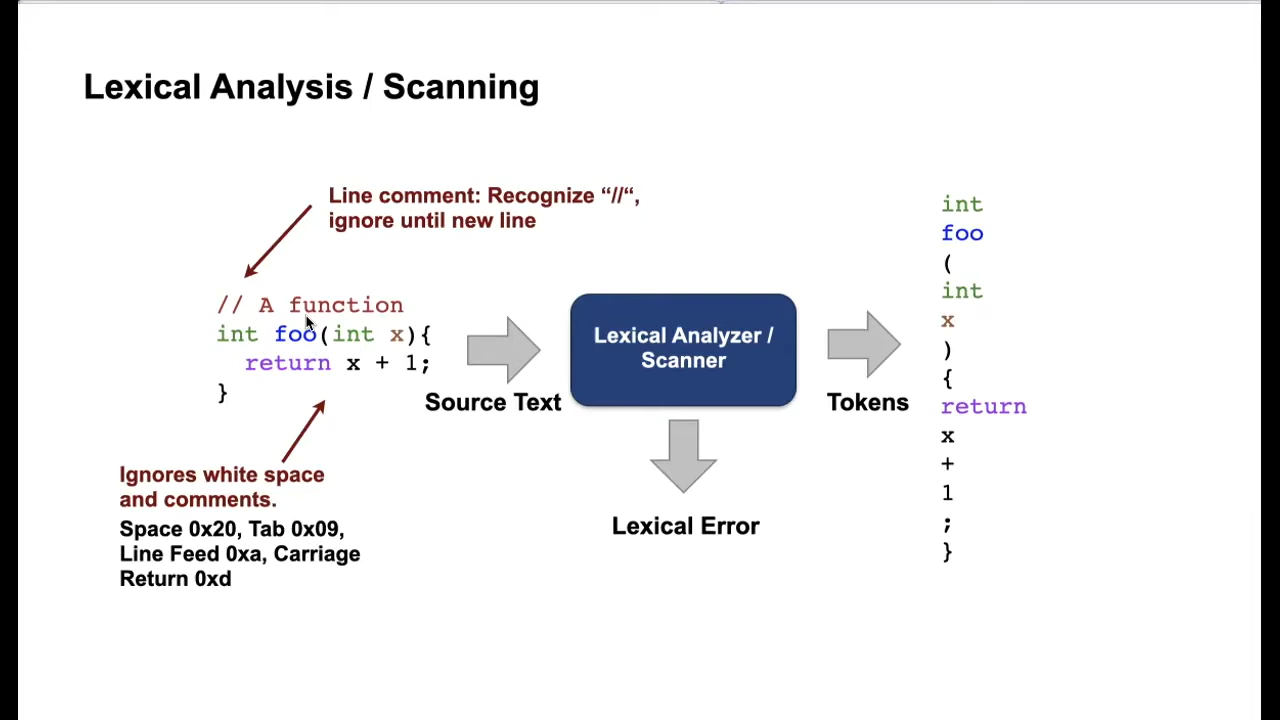 Lexical Analysis / Scanning
Line comment: Recognize “//“,
ignore until new line
// A function
int foo(int x){
  return x + 1;
}
Source Text
Ignores white space
and comments.
Space 0x20, Tab 0x09,
Line Feed 0xa, Carriage
Return 0xd
Lexical Analyzer /
Scanner
Lexical Error
Tokens
int
foo
(
int
x
)
{
return
x
+
1
;
}